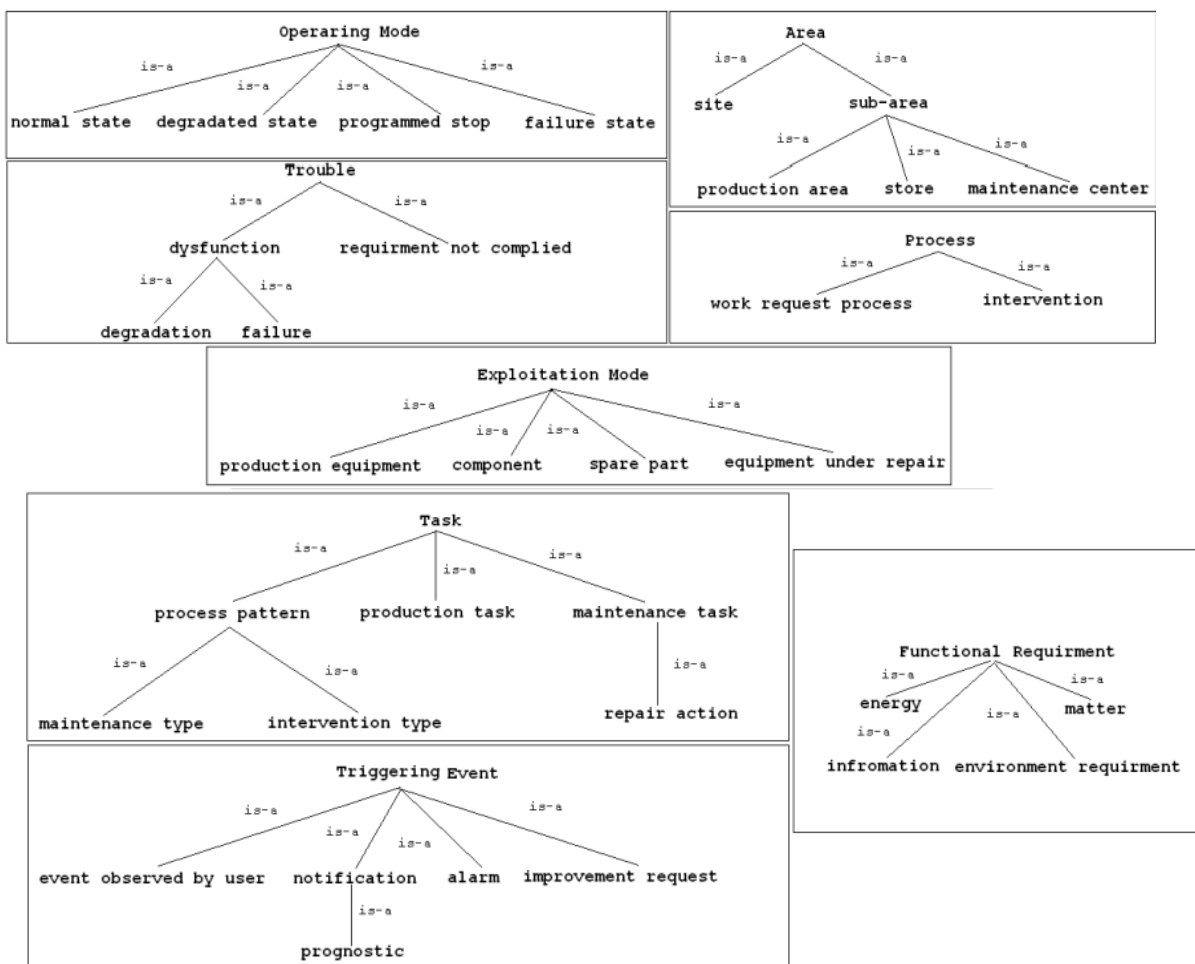 Operaring Mode
is-a
is-a
is-a
is-a
normal state
degradated state
programmed stop
failure state
Area
is-a
is-a
site
sub-area
is-a
is-a
is-a
production area
store
maintenance center
Trouble
is-a
is-a
dysfunction
requirment not complied
is-a
is-a
degradation
failure
Process
is-a
is-a
work request process
intervention
Exploitation Mode
is-a
is-a
is-a
is-a
production equipment
component
spare part
equipment under repair
Task
is-a
is-a
is-a
process pattern
production task
maintenance task
is-a
is-a
is-a
maintenance type
intervention type
repair action
Functional Requirment
is-a
is-a
energy
matter
is-a
is-a
infromation
environment requirment
Triggering Event
is-a
is-a
is-a
is-a
event observed by user
notification
alarm
improvement request
is-a
prognostic